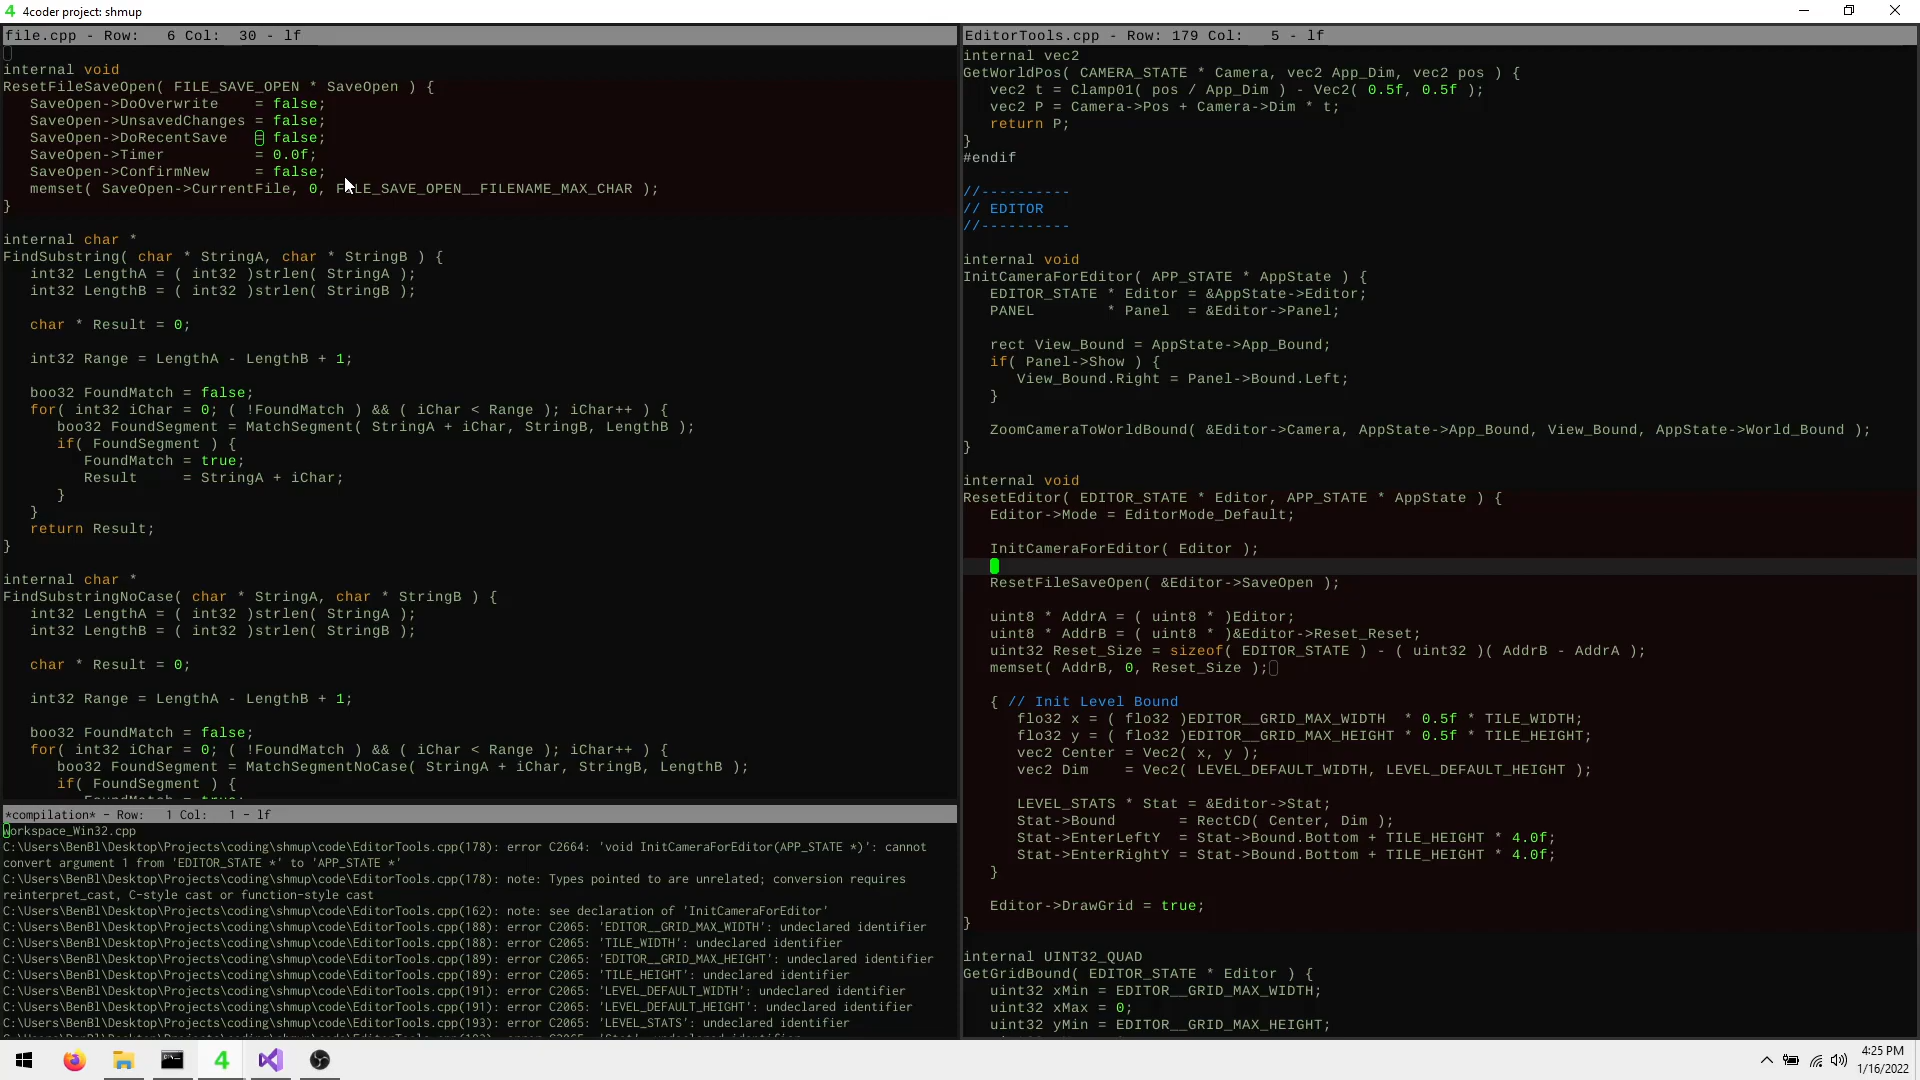 4coder project: shmup
file.cpp - Row:   6 Col:  30 - lf
internal void
ResetFileSaveOpen( FILE_SAVE_OPEN * SaveOpen ) {
SaveOpen->DoOverwrite    = false;
SaveOpen->UnsavedChanges = false;
SaveOpen->DoRecentSave   = false;
SaveOpen->Timer          = 0.0f;
SaveOpen->ConfirmNew     = false;
memset( SaveOpen->CurrentFile, 0, FILE_SAVE_OPEN__FILENAME_MAX_CHAR );
}
internal char *
FindSubstring( char * StringA, char * StringB ) {
int32 LengthA = ( int32 )strlen( StringA );
int32 LengthB = ( int32 )strlen( StringB );
char * Result = 0;
int32 Range = LengthA - LengthB + 1;
boo32 FoundMatch = false;
for( int32 iChar = 0; ( !FoundMatch ) && ( iChar < Range ); iChar++ ) {
boo32 FoundSegment = MatchSegment( StringA + iChar, StringB, LengthB );
if( FoundSegment ) {
FoundMatch = true;
Result     = StringA + iChar;
}
}
return Result;
}
internal char *
FindSubstringNoCase( char * StringA, char * StringB ) {
int32 LengthA = ( int32 )strlen( StringA );
int32 LengthB = ( int32 )strlen( StringB );
char * Result = 0;
int32 Range = LengthA - LengthB + 1;
boo32 FoundMatch = false;
for( int32 iChar = 0; ( !FoundMatch ) && ( iChar < Range ); iChar++ ) {
boo32 FoundSegment = MatchSegmentNoCase( StringA + iChar, StringB, LengthB );
if( FoundSegment ) {
*compilation* - Row:   1 Col:   1 - lf
Workspace_Win32.cpp
C:\Users\BenBl\Desktop\Projects\coding\shmup\code\EditorTools.cpp(178): error C2664: 'void InitCameraForEditor(APP_STATE *)': cannot
convert argument 1 from 'EDITOR_STATE *' to 'APP_STATE *'
C:\Users\BenBl\Desktop\Projects\coding\shmup\code\EditorTools.cpp(178): note: Types pointed to are unrelated; conversion requires
reinterpret_cast, C-style cast or function-style cast
C:\Users\BenBl\Desktop\Projects\coding\shmup\code\EditorTools.cpp(162): note: see declaration of 'InitCameraForEditor'
C:\Users\BenBl\Desktop\Projects\coding\shmup\code\EditorTools.cpp(188): error C2065: 'EDITOR__GRID_MAX_WIDTH': undeclared identifier
C:\Users\BenBl\Desktop\Projects\coding\shmup\code\EditorTools.cpp(188): error C2065: 'TILE_WIDTH': undeclared identifier
C:\Users\BenBl\Desktop\Projects\coding\shmup\code\EditorTools.cpp(189): error C2065: 'EDITOR__GRID_MAX_HEIGHT': undeclared identifier
C:\Users\BenBl\Desktop\Projects\coding\shmup\code\EditorTools.cpp(189): error C2065: 'TILE_HEIGHT': undeclared identifier
C:\Users\BenBl\Desktop\Projects\coding\shmup\code\EditorTools.cpp(191): error C2065: 'LEVEL_DEFAULT_WIDTH': undeclared identifier
C:\Users\BenBl\Desktop\Projects\coding\shmup\code\EditorTools.cpp(191): error C2065: 'LEVEL_DEFAULT_HEIGHT': undeclared identifier
C:\Users\BenBl\Desktop\Projects\coding\shmup\code\EditorTools.cpp(193): error C2065: 'LEVEL_STATS': undeclared identifier
EditorTools.cpp - Row: 179 Col:   5 - lf
internal vec2
GetWorldPos( CAMERA_STATE * Camera, vec2 App_Dim, vec2 pos ) {
vec2 t = Clamp01( pos / App_Dim ) - Vec2( 0.5f, 0.5f );
vec2 P = Camera->Pos + Camera->Dim * t;
return P;
}
#endif
//----------
// EDITOR
//----------
internal void
InitCameraForEditor( APP_STATE * AppState ) {
EDITOR_STATE * Editor = &AppState->Editor;
PANEL        * Panel  = &Editor->Panel;
rect View_Bound = AppState->App_Bound;
if( Panel->Show ) {
View_Bound.Right = Panel->Bound.Left;
}
ZoomCameraToWorldBound( &Editor->Camera, AppState->App_Bound, View_Bound, AppState->World_Bound );
}
internal void
ResetEditor( EDITOR_STATE * Editor, APP_STATE * AppState ) {
Editor->Mode = EditorMode_Default;
InitCameraForEditor( Editor );
ResetFileSaveOpen( &Editor->SaveOpen );
uint8 * AddrA = ( uint8 * )Editor;
uint8 * AddrB = ( uint8 * )&Editor->Reset_Reset;
uint32 Reset_Size = sizeof( EDITOR_STATE ) - ( uint32 )( AddrB - AddrA );
memset( AddrB, 0, Reset_Size );
{ // Init Level Bound
flo32 x = ( flo32 )EDITOR__GRID_MAX_WIDTH  * 0.5f * TILE_WIDTH;
flo32 y = ( flo32 )EDITOR__GRID_MAX_HEIGHT * 0.5f * TILE_HEIGHT;
vec2 Center = Vec2( x, y );
vec2 Dim    = Vec2( LEVEL_DEFAULT_WIDTH, LEVEL_DEFAULT_HEIGHT );
LEVEL_STATS * Stat = &Editor->Stat;
Stat->Bound       = RectCD( Center, Dim );
Stat->EnterLeftY  = Stat->Bound.Bottom + TILE_HEIGHT * 4.0f;
Stat->EnterRightY = Stat->Bound.Bottom + TILE_HEIGHT * 4.0f;
}
Editor->DrawGrid = true;
}
internal UINT32_QUAD
GetGridBound( EDITOR_STATE * Editor ) {
uint32 xMin = EDITOR__GRID_MAX_WIDTH;
uint32 xMax = 0;
uint32 yMin = EDITOR__GRID_MAX_HEIGHT;
4:25 PM
1/16/2022